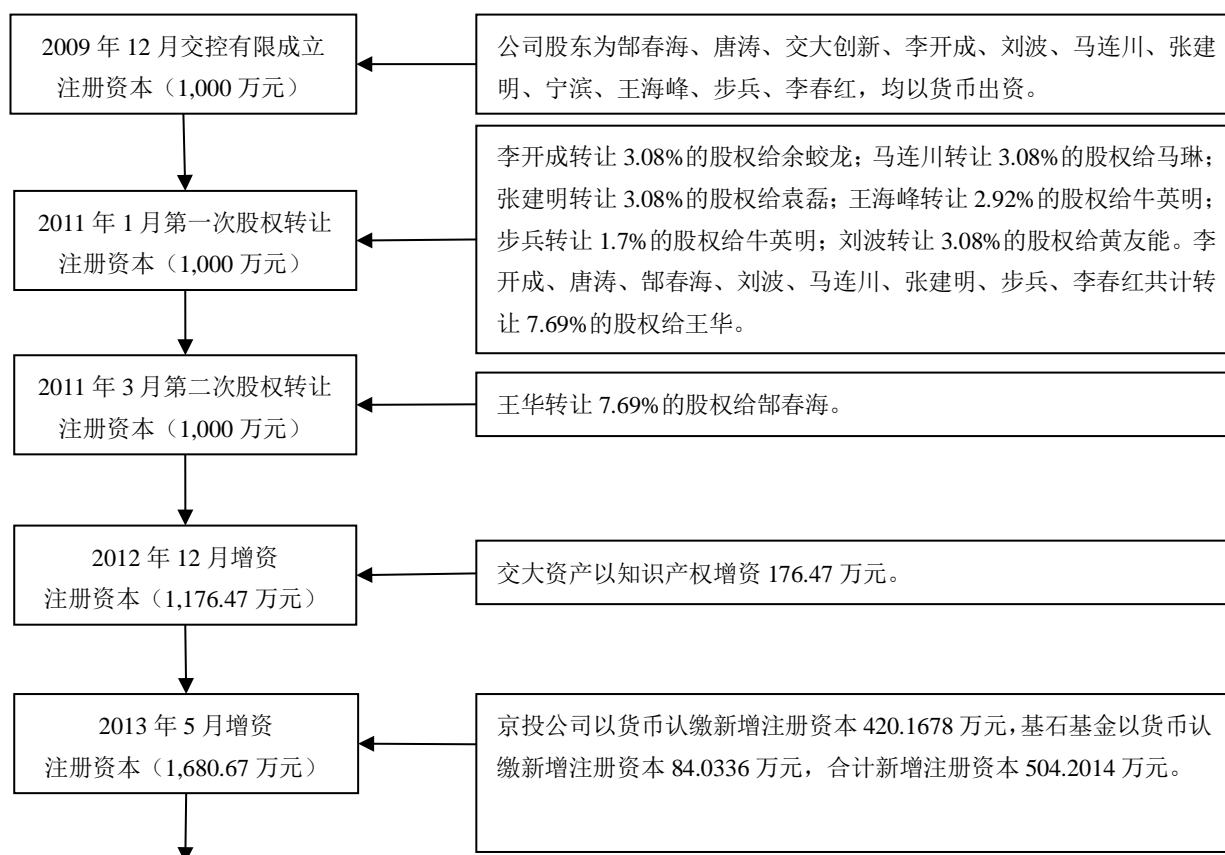 2009 年 12 月交控有限成立
注册资本（1,000 万元）
公司股东为郜春海、唐涛、交大创新、李开成、刘波、马连川、张建
明、宁滨、王海峰、步兵、李春红，均以货币出资。
2011 年 1 月第一次股权转让
注册资本（1,000 万元）
李开成转让 3.08%的股权给余蛟龙；马连川转让 3.08%的股权给马琳；
张建明转让 3.08%的股权给袁磊；王海峰转让 2.92%的股权给牛英明；
步兵转让 1.7%的股权给牛英明；刘波转让 3.08%的股权给黄友能。李
开成、唐涛、郜春海、刘波、马连川、张建明、步兵、李春红共计转
让 7.69%的股权给王华。
2011 年 3 月第二次股权转让
注册资本（1,000 万元）
王华转让 7.69%的股权给郜春海。
2012 年 12 月增资
注册资本（1,176.47 万元）
交大资产以知识产权增资 176.47 万元。
2013 年 5 月增资
注册资本（1,680.67 万元）
京投公司以货币认缴新增注册资本 420.1678 万元，基石基金以货币认
缴新增注册资本 84.0336 万元，合计新增注册资本 504.2014 万元。